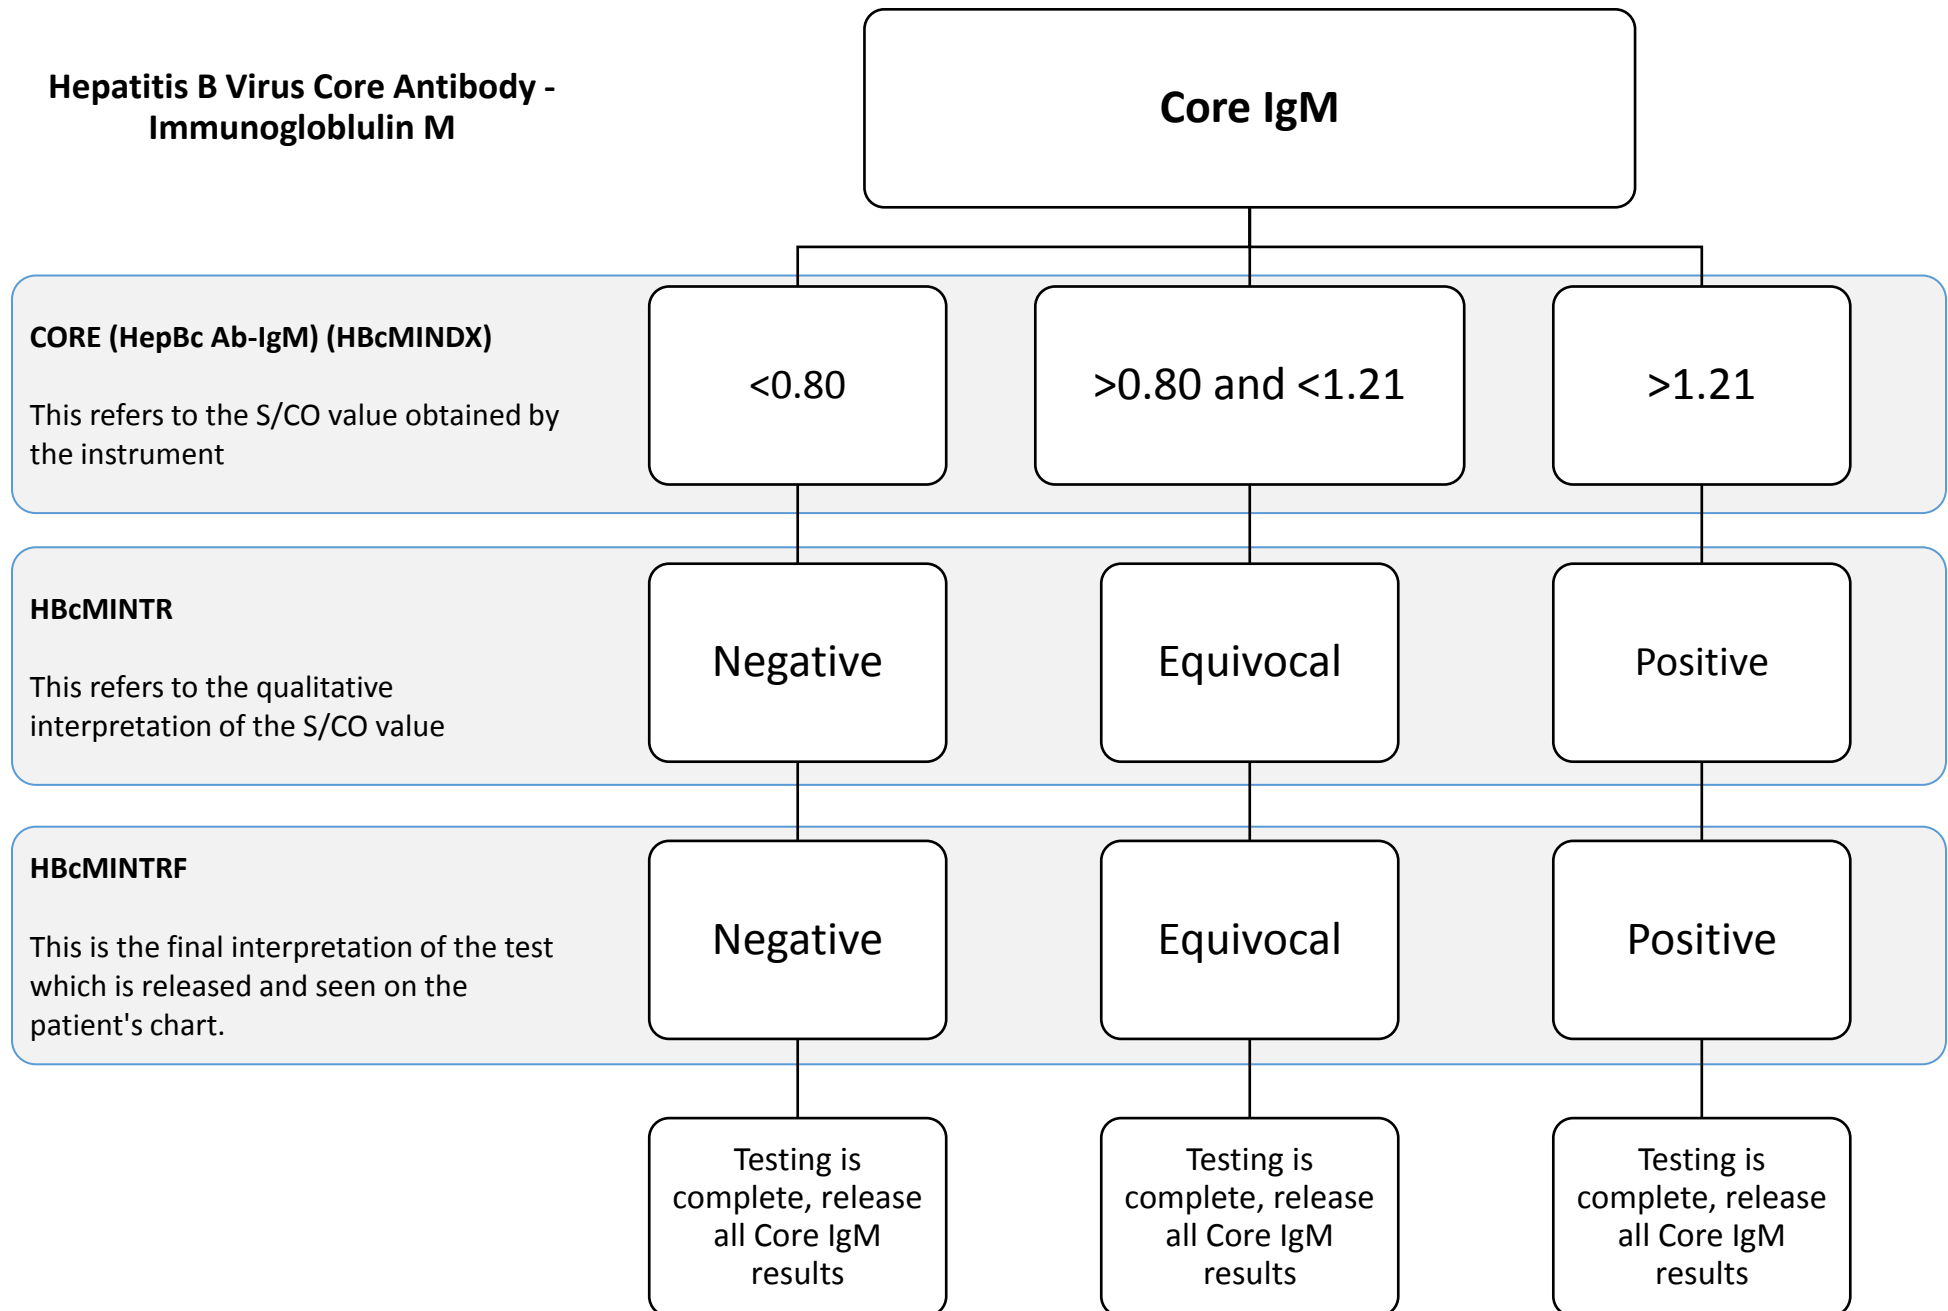 Hepatitis B Virus Core Antibody -
Immunogloblulin M
Core IgM
CORE (HepBc Ab-IgM) (HBcMINDX)
This refers to the S/CO value obtained by
the instrument
<0.80
>0.80 and <1.21
>1.21
HBcMINTR
This refers to the qualitative
interpretation of the S/CO value
Negative
Equivocal
Positive
HBcMINTRF
This is the final interpretation of the test
which is released and seen on the
patient's chart.
Negative
Equivocal
Positive
Testing is
complete, release
all Core IgM
results
Testing is
complete, release
all Core IgM
results
Testing is
complete, release
all Core IgM
results